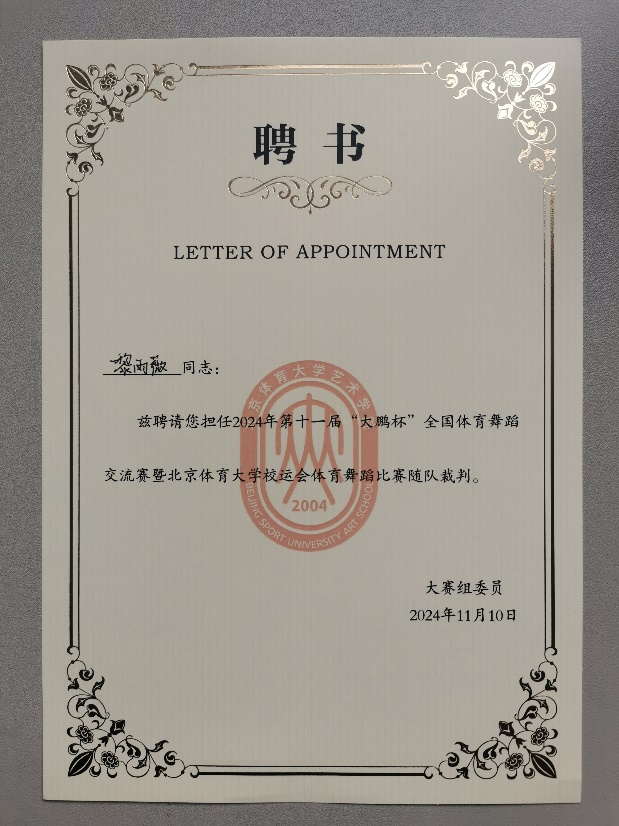 聘书
LETTER OF APPOINTMENT
黎雨薇 同志：
兹聘请您担任2024年第十一届“大鹏杯”全国体育舞蹈
交流赛暨北京体育大学校运会体育舞蹈比赛随队裁判。
京体育大学艺术学
2004
BEIJING SPORT UNIVERSITY ART SCHOOL
大赛组委员
2024年11月10日